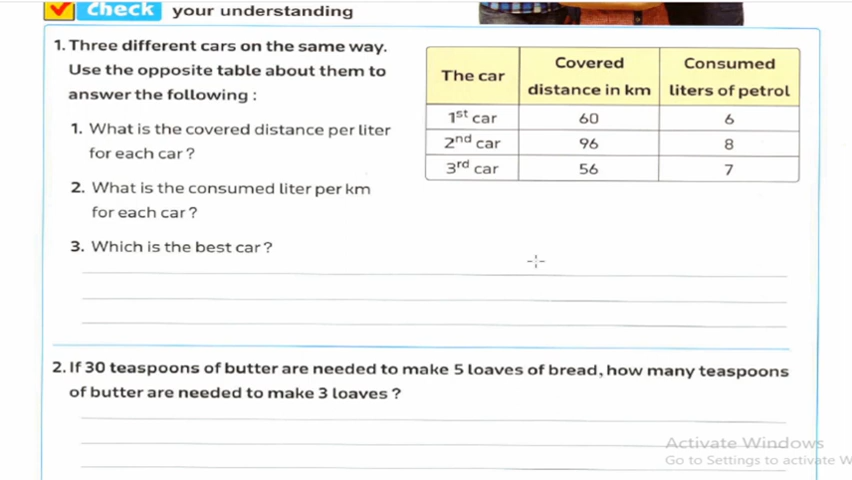 Check your understanding
1. Three different cars on the same way.
Use the opposite table about them to
answer the following :
1. What is the covered distance per liter
for each car ?
2. What is the consumed liter per km
for each car ?
3. Which is the best car ?
The car Covered distance in km Consumed liters of petrol
1st car 60 6
2nd car 96 8
3rd car 56 7
2. If 30 teaspoons of butter are needed to make 5 loaves of bread, how many teaspoons
of butter are needed to make 3 loaves ?
Activate Windows
Go to Settings to activate W